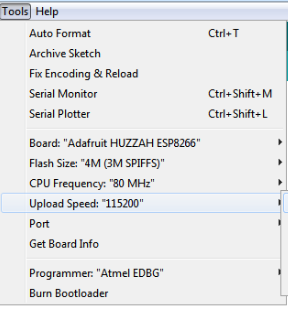 Tools Help
Auto Format Ctrl+T
Archive Sketch
Fix Encoding & Reload
Serial Monitor Ctrl+Shift+M
Serial Plotter Ctrl+Shift+L
Board: "Adafruit HUZZAH ESP8266"
Flash Size: "4M (3M SPIFFS)"
CPU Frequency: "80 MHz"
Upload Speed: "115200"
Port
Get Board Info
Programmer: "Atmel EDBG"
Burn Bootloader